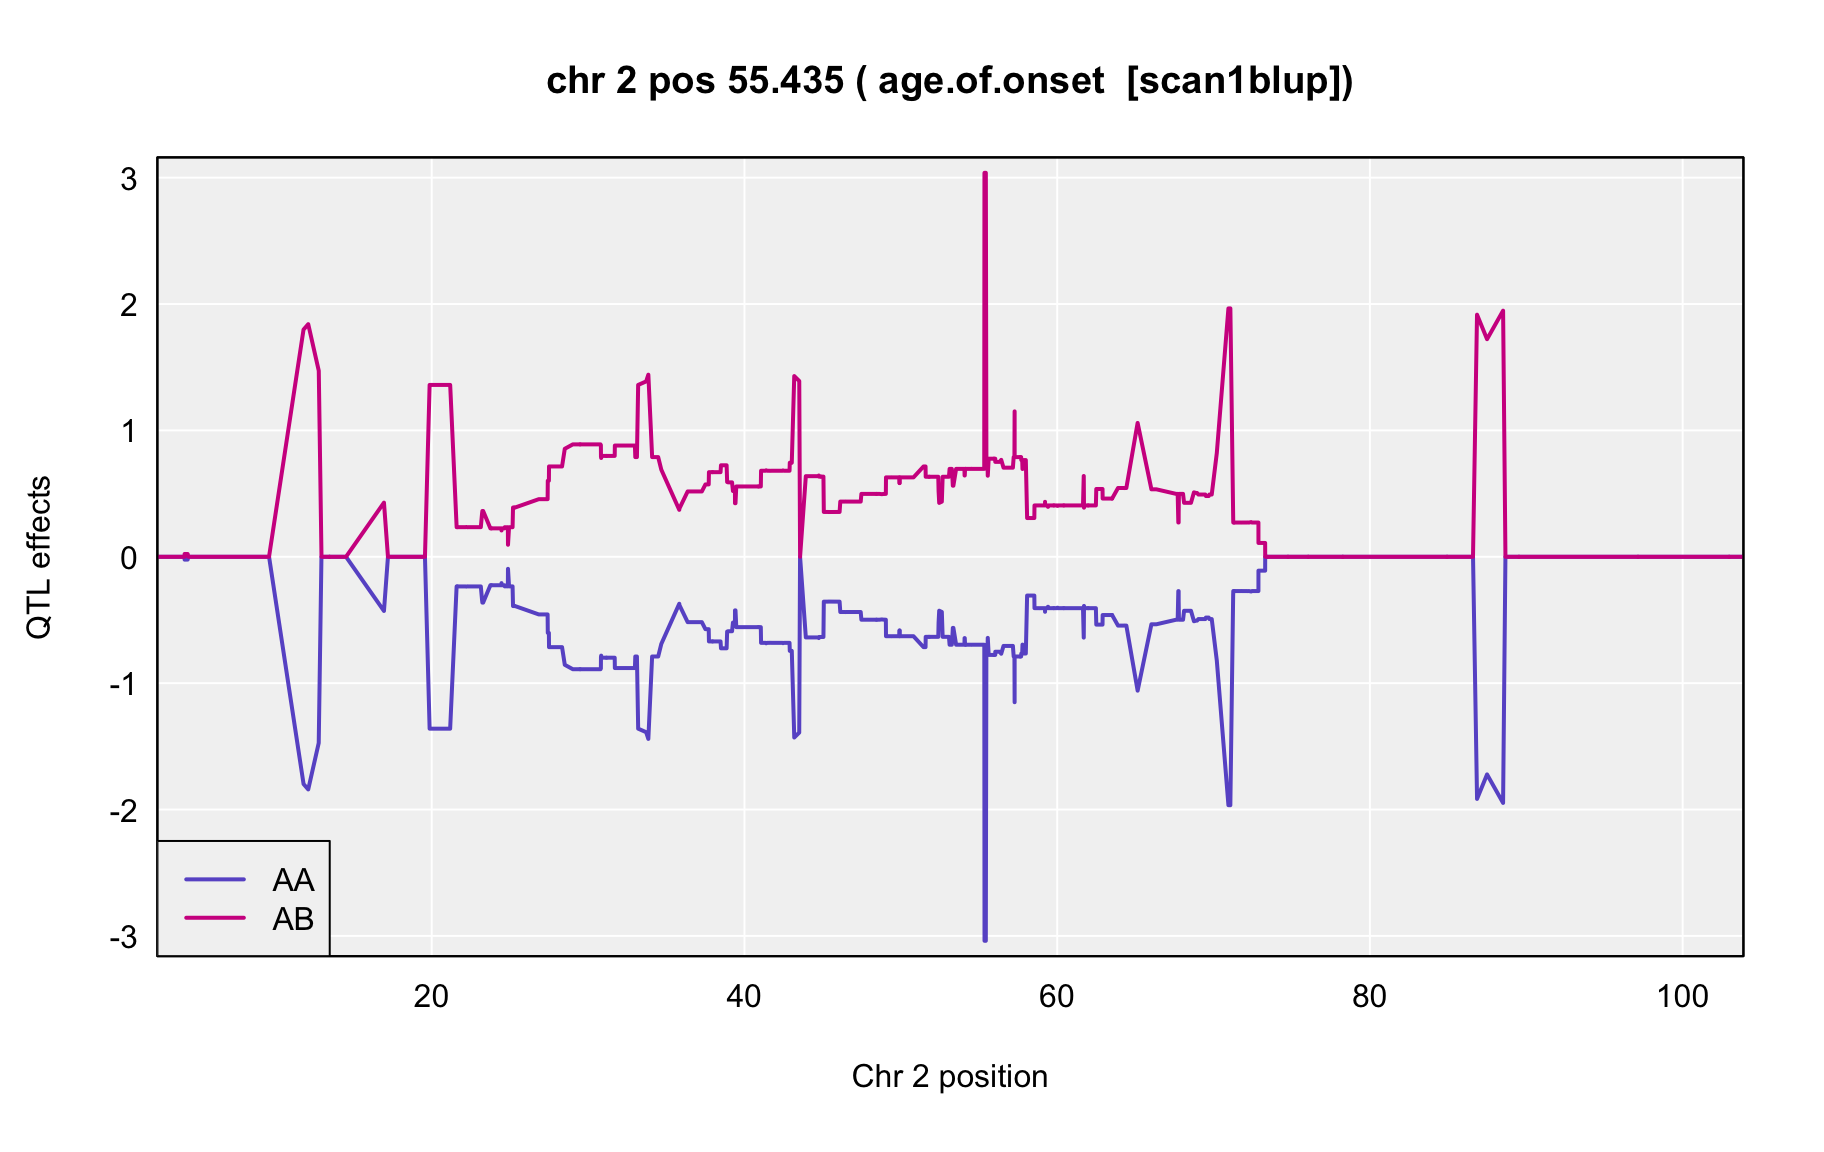 chr 2 pos 55.435 ( age.of.onset  [scan1blup])
QTL effects
3
2
1
0
-1
-2
-3
AA
AB
20 40 60 80 100
Chr 2 position